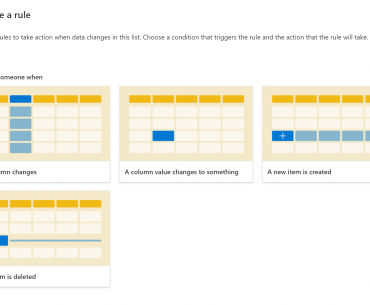 e a rule
ules to take action when data changes in this list. Choose a condition that triggers the rule and the action that the rule will take.
someone when
mn changes
A column value changes to something
A new item is created
m is deleted